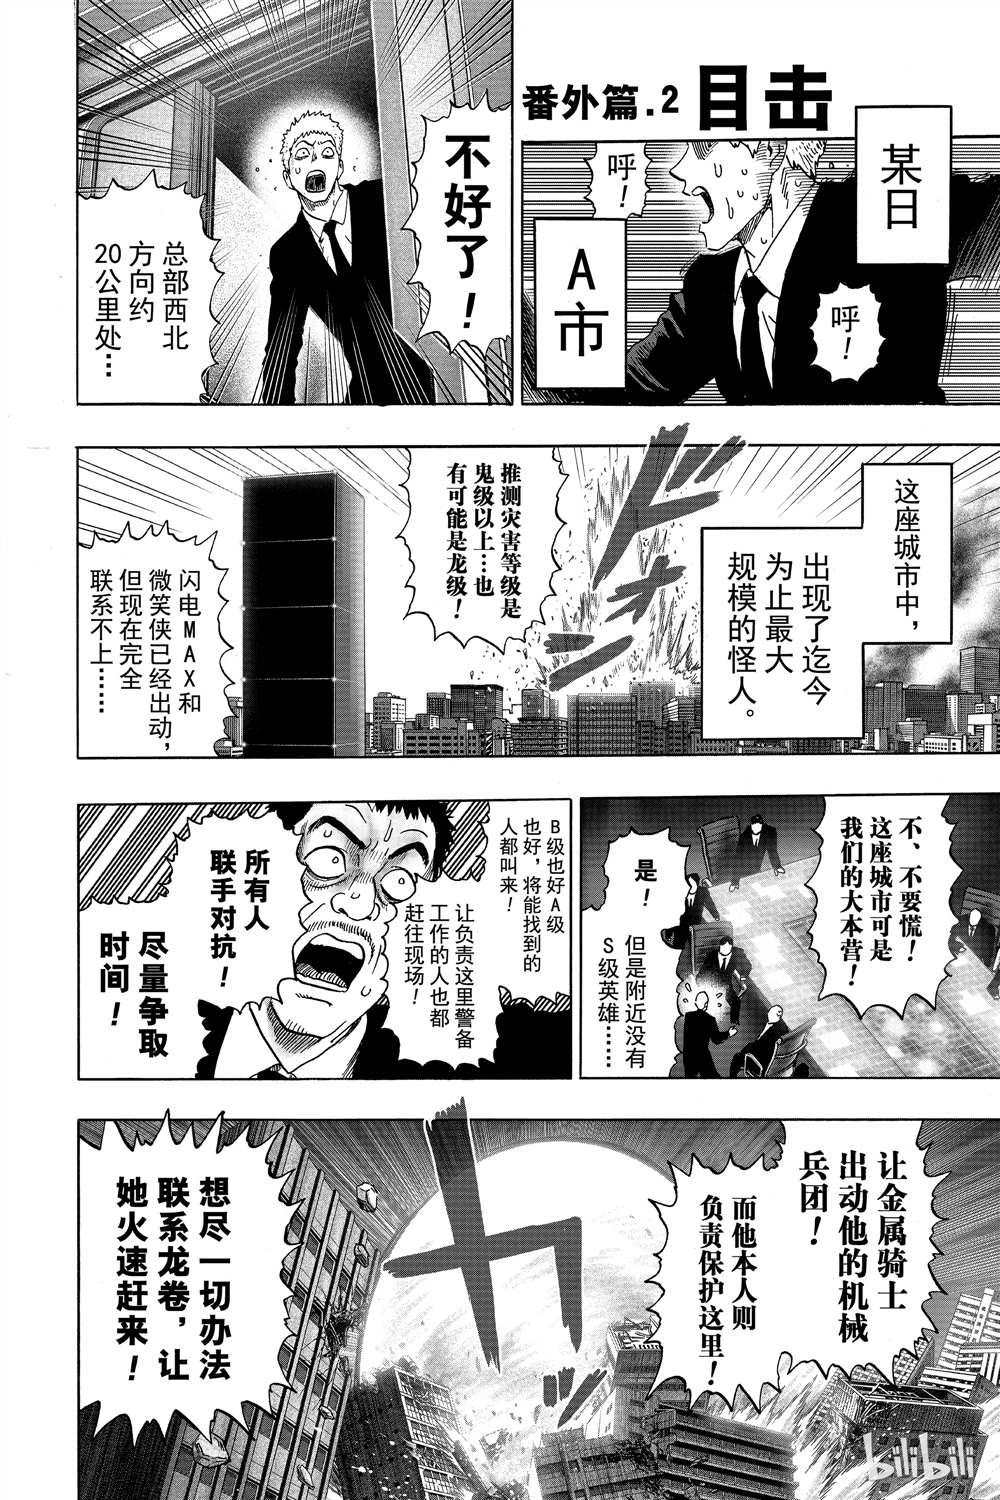 番外篇.2 目击
某日
呼！
呼！
A市
不好了！
总部西北
方向约
20公里处…
这座城市中，
出现了迄今
为止最大
规模的怪人。
ドドド
推测灾害等级是
鬼级以上…也
有可能是龙级！
闪电MAX和
微笑侠已经出动，
但现在完全
联系不上……
不、不要慌！
这座城市可是
我们的大本营！
是！
但是附近没有
S级英雄……
B级也好A级
也好，将能找到的
人都叫来！
让负责这里警备
工作的人也都
赶往现场！
所有人
联手对抗！
尽量争取
时间！
让金属骑士
出动他的机械
兵团！
而他本人则
负责保护这里！
カッ
想尽一切办法
联系龙卷，让
她火速赶来！
bilibili